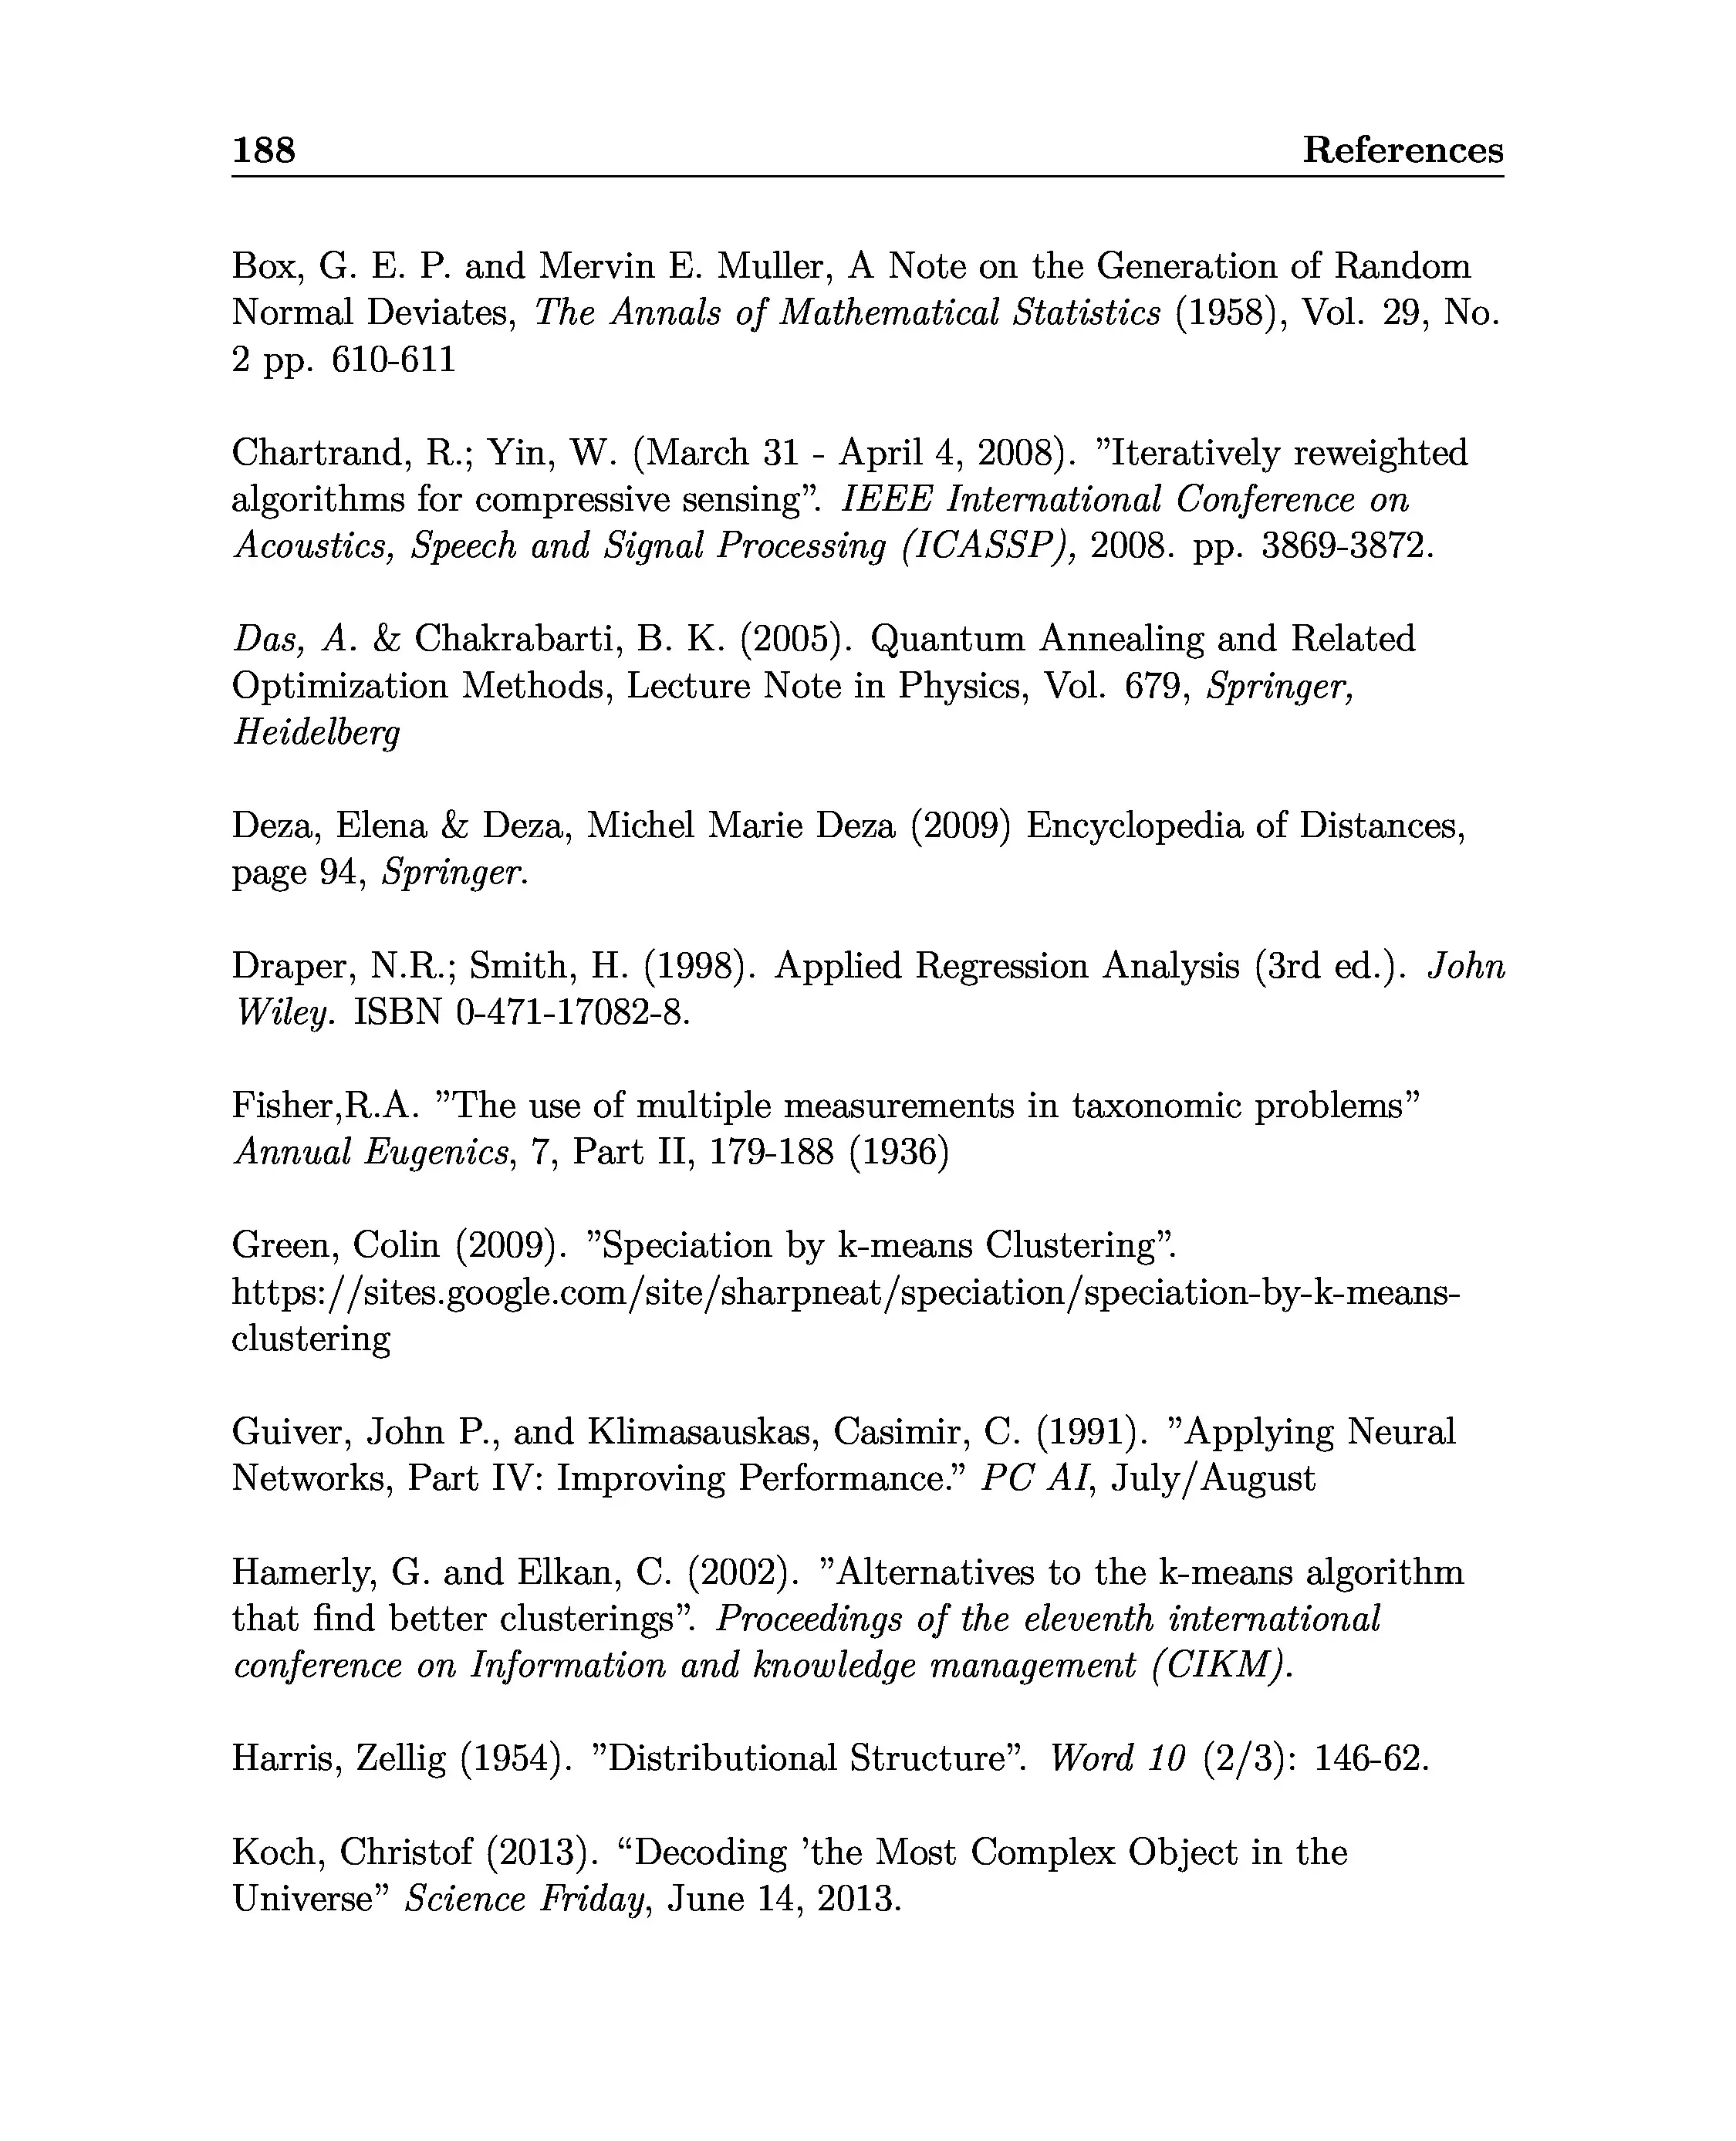 188 References
Box, G. E. P. and Mervin E. Muller, A Note on the Generation of Random
Normal Deviates, The Annals of Mathematical Statistics (1958), Vol. 29, No.
2 pp. 610-611
Chartrand, R.; Yin, W. (March 31 - April 4, 2008). ”Iteratively reweighted
algorithms for compressive sensing”. IEEE International Conference on
Acoustics, Speech and Signal Processing (ICASSP), 2008. pp. 3869-3872.
Das, A. & Chakrabarti, B. K. (2005). Quantum Annealing and Related
Optimization Methods, Lecture Note in Physics, Vol. 679, Springer,
Heidelberg
Deza, Elena & Deza, Michel Marie Deza (2009) Encyclopedia of Distances,
page 94, Springer.
Draper, N.R.; Smith, H. (1998). Applied Regression Analysis (3rd ed.). John
Wiley. ISBN 0-471-17082-8.
Fisher,R.A. ”The use of multiple measurements in taxonomic problems”
Annual Eugenics, 7, Part II, 179-188 (1936)
Green, Colin (2009). ”Speciation by k-means Clustering”.
https://sites.google.com/site/sharpneat/speciation/speciation-by-k-means-
clustering
Guiver, John P., and Klimasauskas, Casimir, C. (1991). ”Applying Neural
Networks, Part IV: Improving Performance.” PC AI, July/August
Hamerly, G. and Elkan, C. (2002). ”Alternatives to the k-means algorithm
that find better clusterings”. Proceedings of the eleventh international
conference on Information and knowledge management (CIKM).
Harris, Zellig (1954). ”Distributional Structure”. Word 10 (2/3): 146-62.
Koch, Christof (2013). “Decoding ’the Most Complex Object in the
Universe” Science Friday, June 14, 2013.